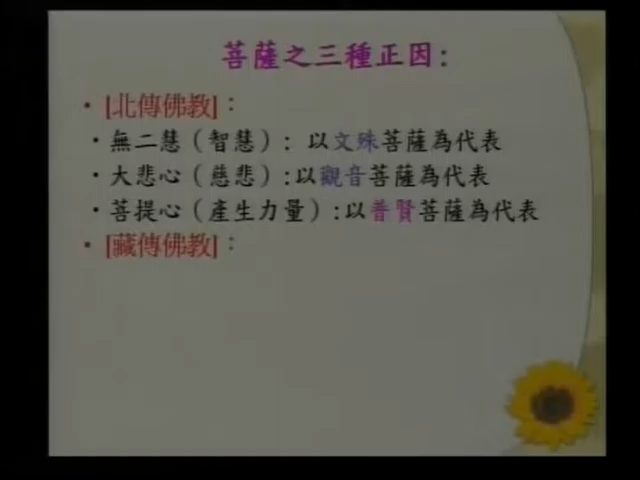 菩薩之三種正因:
• [北傳佛教]:
• 無二慧（智慧）: 以文殊菩薩為代表
• 大悲心（慈悲）:以觀音菩薩為代表
• 菩提心（產生力量）:以普賢菩薩為代表
• [藏傳佛教]: